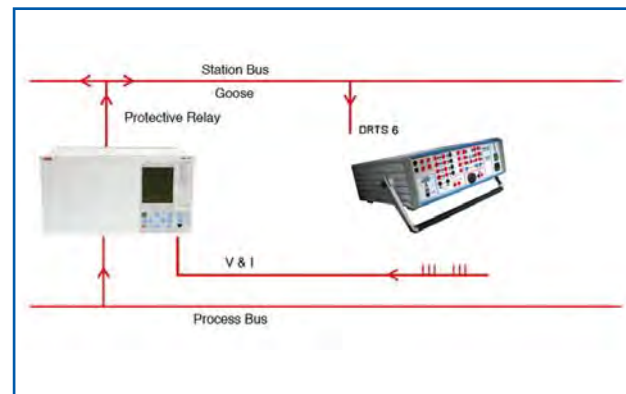 Station Bus
Goose
Protective Relay
DRTS 6
V & I
Process Bus